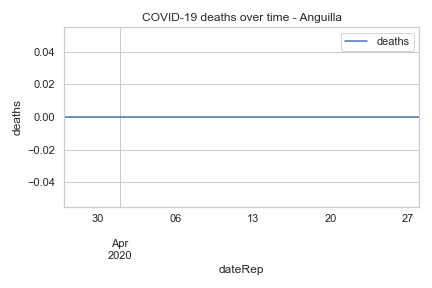 COVID-19 deaths over time - Anguilla
deaths
0.04
0.02
0.00
−0.02
−0.04
deaths
30 06 13 20 27
Apr
2020
dateRep